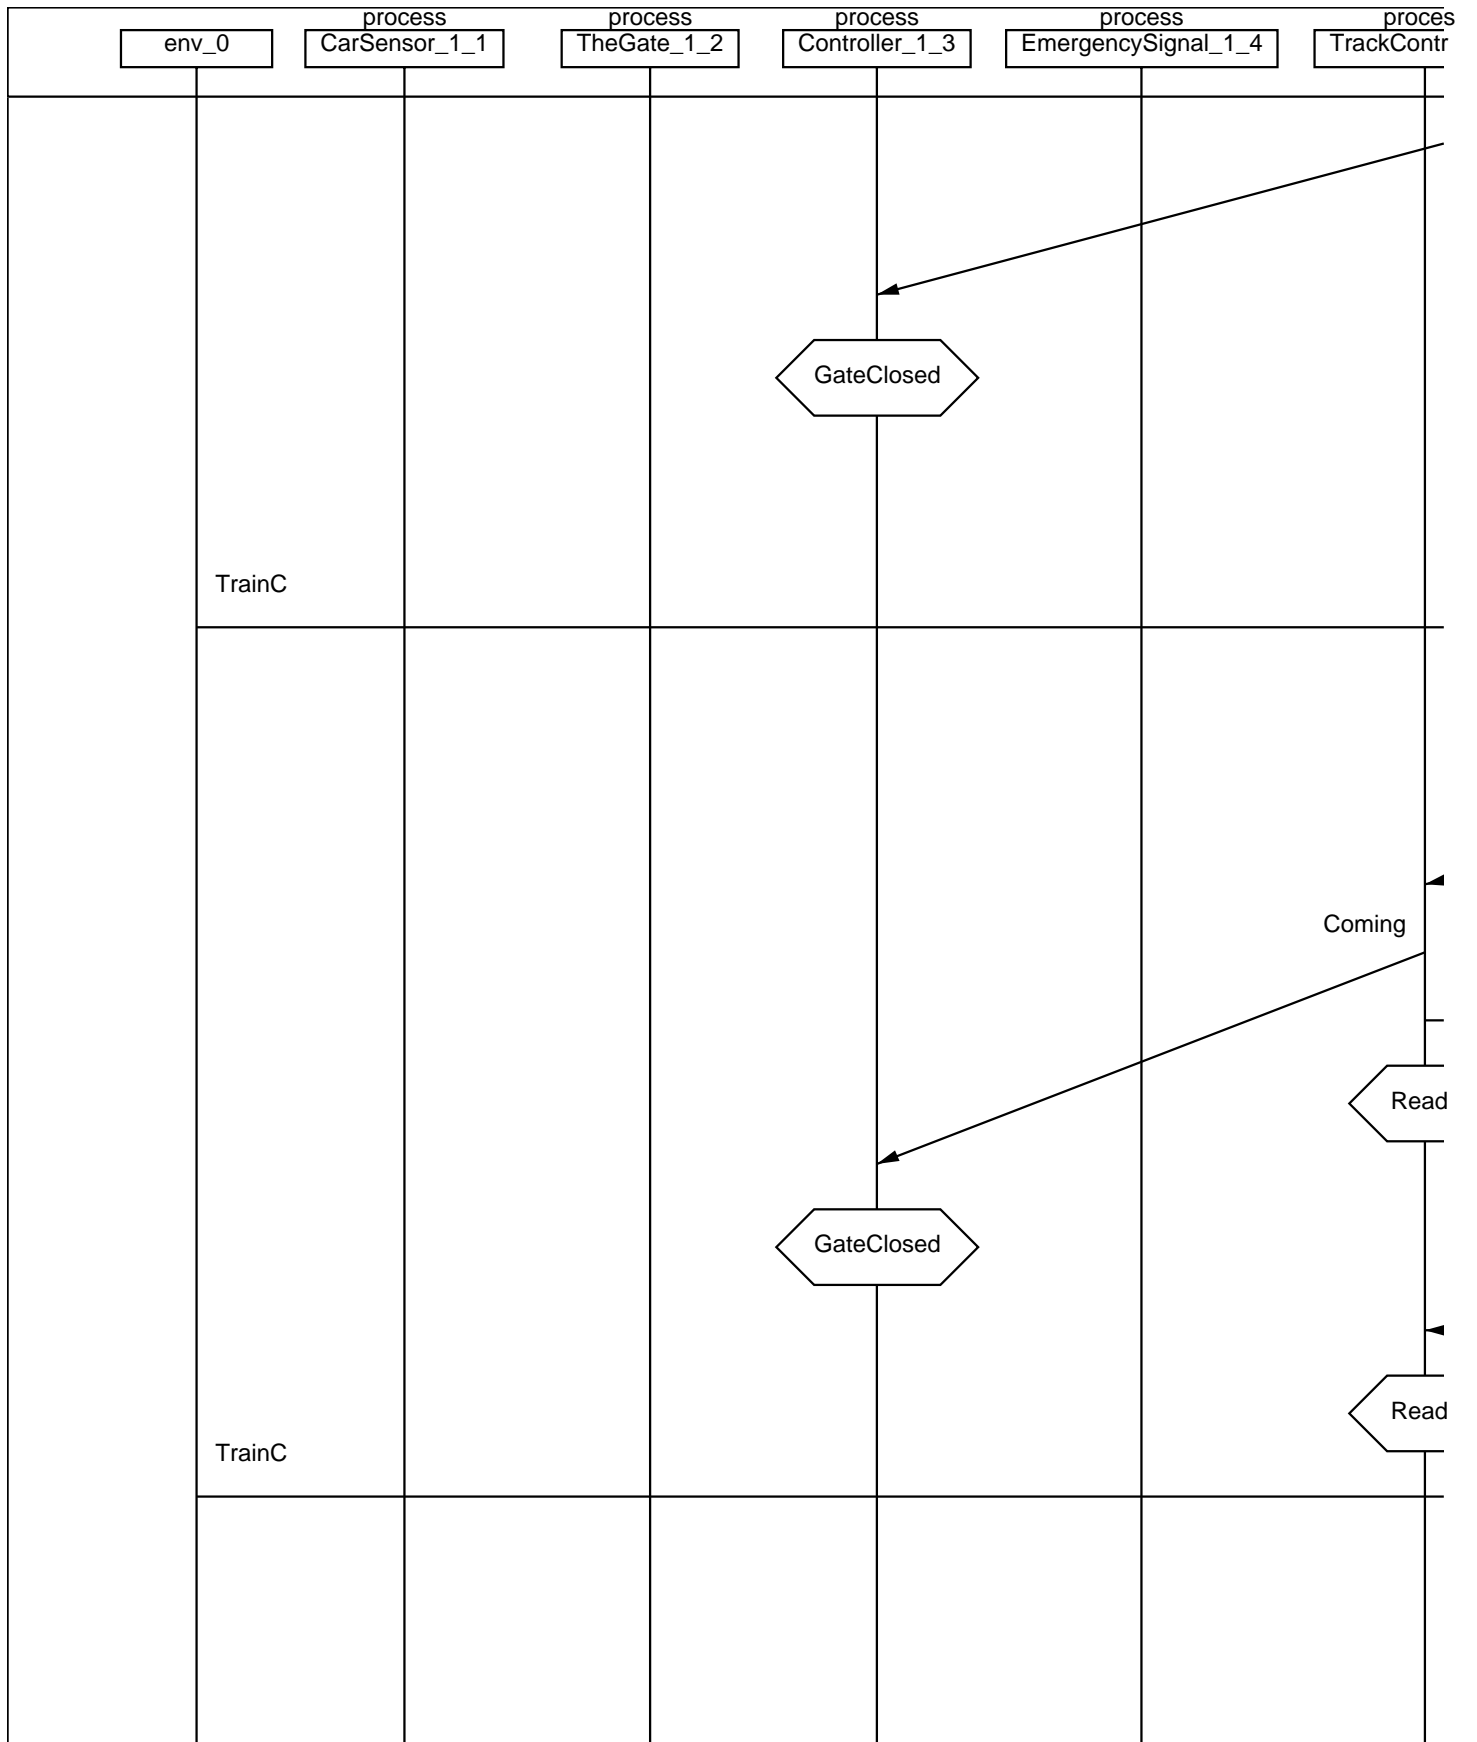 process process process process proces
env_0 CarSensor_1_1 TheGate_1_2 Controller_1_3 EmergencySignal_1_4 TrackContr
GateClosed
TrainC
Coming
Read
GateClosed
Read
TrainC